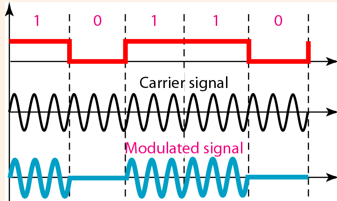 1 0 1 1 0
Carrier signal
Modulated signal